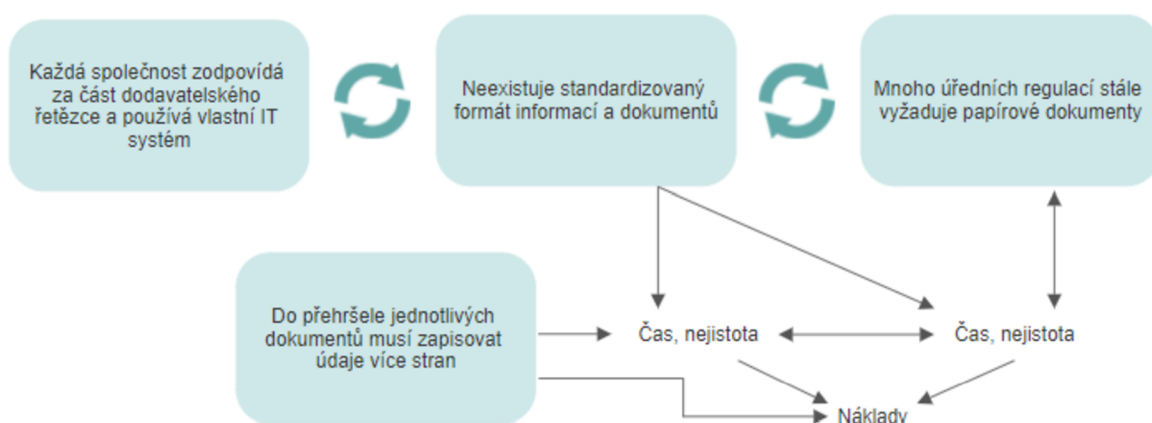 Každá společnost zodpovídá
za část dodavatelského
řetězce a používá vlastní IT
systém
Neexistuje standardizovaný
formát informací a dokumentů
Mnoho úředních regulací stále
vyžaduje papírové dokumenty
Do přehršele jednotlivých
dokumentů musí zapisovat
údaje více stran
Čas, nejistota
Čas, nejistota
Náklady